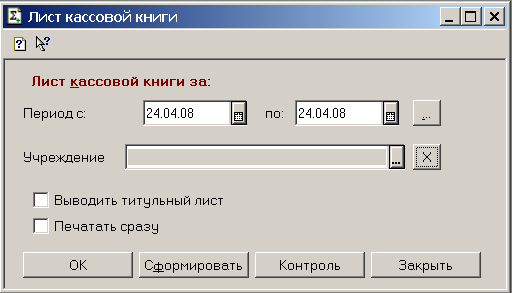 Лист кассовой книги
Лист кассовой книги за:
Период с: 24.04.08 по: 24.04.08 ...
Учреждение ... X
Выводить титульный лист
Печатать сразу
OK Сформировать Контроль Закрыть